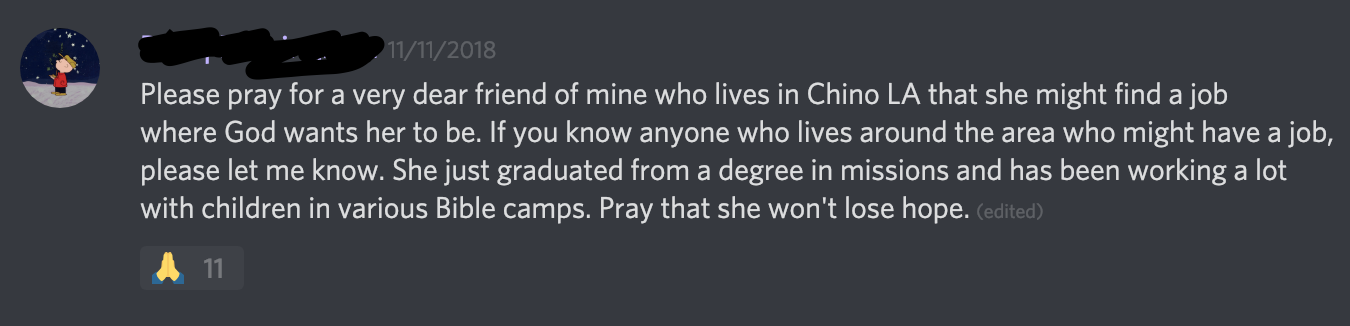 11/11/2018
Please pray for a very dear friend of mine who lives in Chino LA that she might find a job
where God wants her to be. If you know anyone who lives around the area who might have a job,
please let me know. She just graduated from a degree in missions and has been working a lot
with children in various Bible camps. Pray that she won't lose hope. (edited)
🙏 11